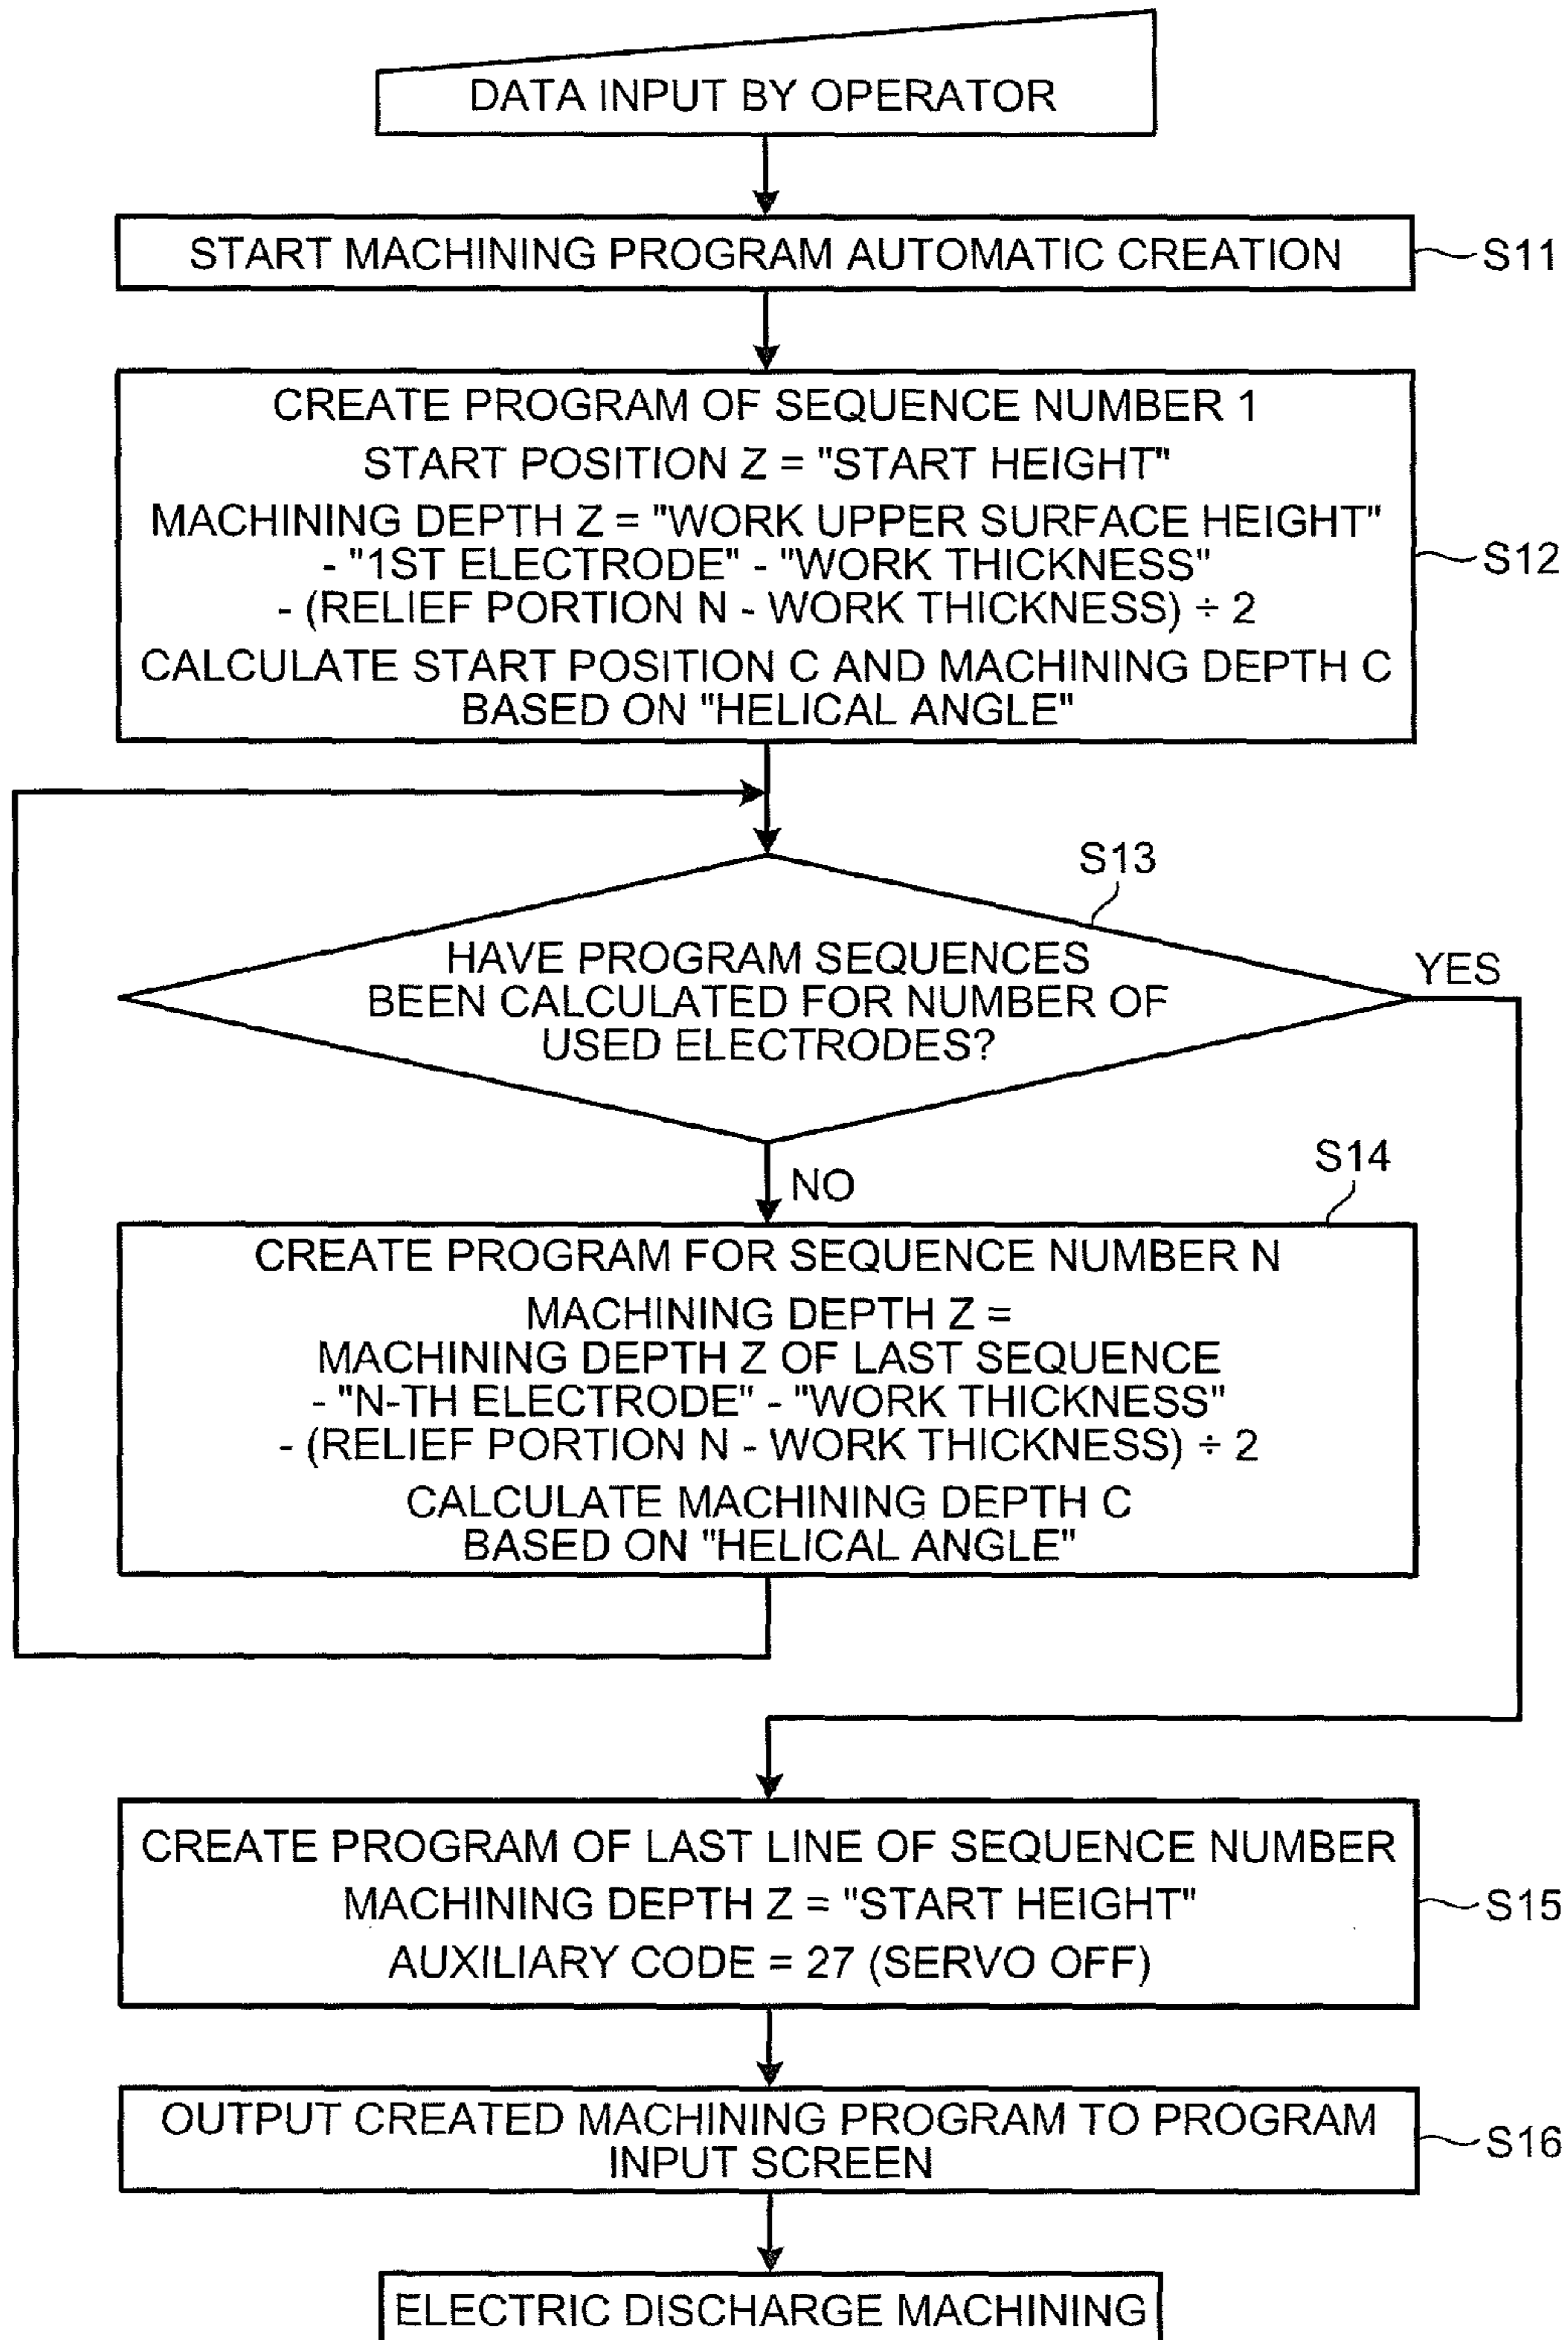 DATA INPUT BY OPERATOR
START MACHINING PROGRAM AUTOMATIC CREATION
S11
CREATE PROGRAM OF SEQUENCE NUMBER 1
START POSITION Z = "START HEIGHT"
MACHINING DEPTH Z = "WORK UPPER SURFACE HEIGHT"
- "1ST ELECTRODE" - "WORK THICKNESS"
- (RELIEF PORTION N - WORK THICKNESS) ÷ 2
CALCULATE START POSITION C AND MACHINING DEPTH C
BASED ON "HELICAL ANGLE"
S12
S13
HAVE PROGRAM SEQUENCES
BEEN CALCULATED FOR NUMBER OF
USED ELECTRODES?
YES
NO
S14
CREATE PROGRAM FOR SEQUENCE NUMBER N
MACHINING DEPTH Z =
MACHINING DEPTH Z OF LAST SEQUENCE
- "N-TH ELECTRODE" - "WORK THICKNESS"
- (RELIEF PORTION N - WORK THICKNESS) ÷ 2
CALCULATE MACHINING DEPTH C
BASED ON "HELICAL ANGLE"
CREATE PROGRAM OF LAST LINE OF SEQUENCE NUMBER
MACHINING DEPTH Z = "START HEIGHT"
AUXILIARY CODE = 27 (SERVO OFF)
S15
OUTPUT CREATED MACHINING PROGRAM TO PROGRAM
INPUT SCREEN
S16
ELECTRIC DISCHARGE MACHINING